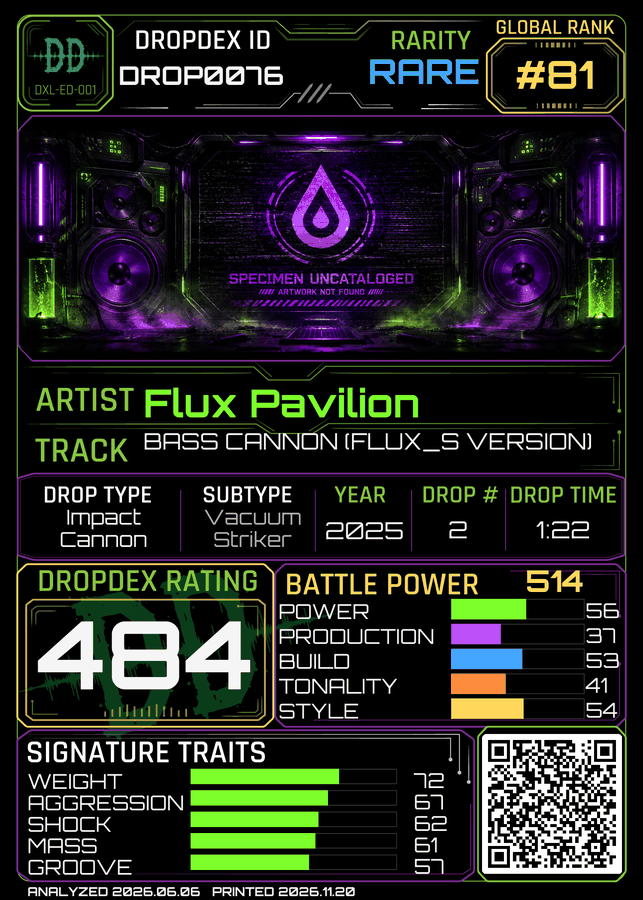 DD
DXL-ED-001
DROPDEX ID
DROP0076
RARITY
RARE
GLOBAL RANK
#81
SPECIMEN UNCATALOGED
ARTWORK NOT FOUND
ARTIST Flux Pavilion
TRACK BASS CANNON (FLUX_S VERSION)
DROP TYPE
Impact
Cannon
SUBTYPE
Vacuum
Striker
YEAR
2025
DROP #
2
DROP TIME
1:22
DROPDEX RATING
484
BATTLE POWER 514
POWER 56
PRODUCTION 37
BUILD 53
TONALITY 41
STYLE 54
SIGNATURE TRAITS
WEIGHT 72
AGGRESSION 67
SHOCK 62
MASS 61
GROOVE 57
ANALYZED 2026.06.06 PRINTED 2026.11.20